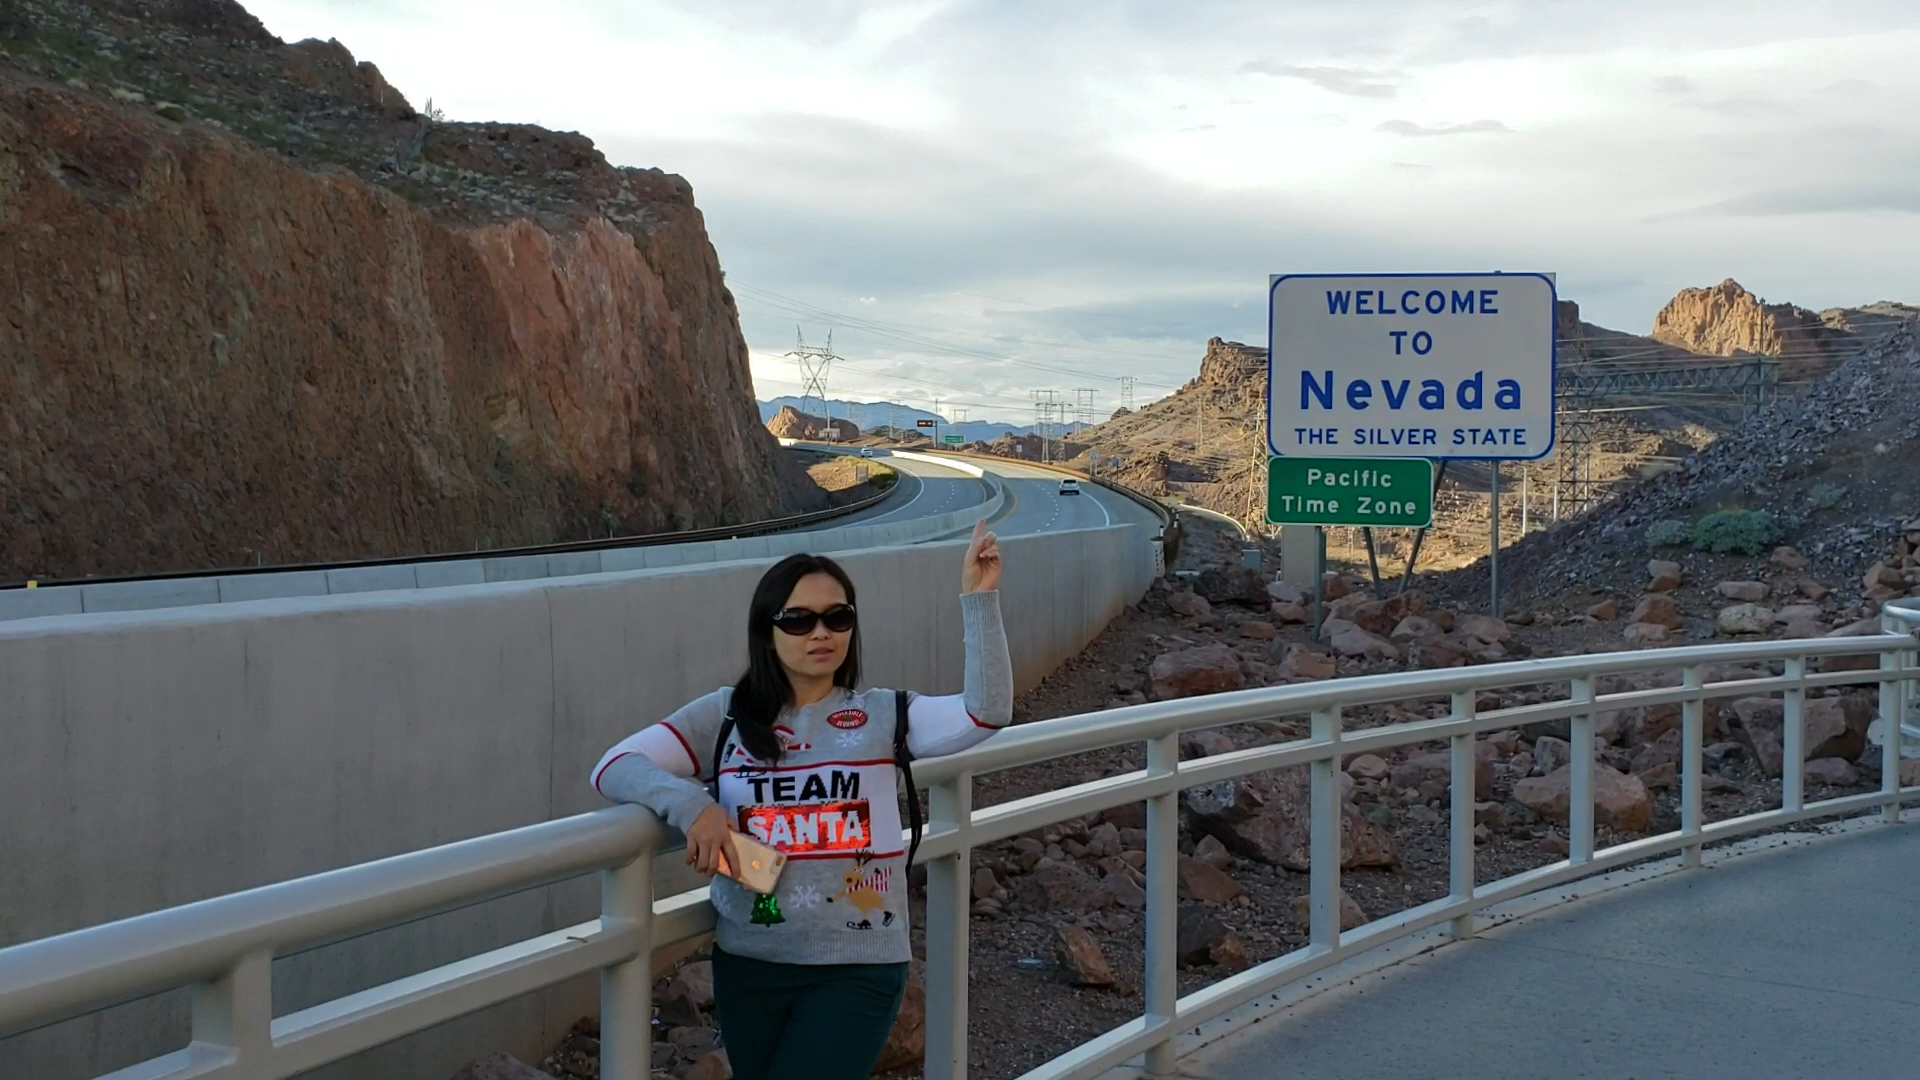 WELCOME
TO
Nevada
THE SILVER STATE
Pacific
Time Zone
TEAM
SANTA